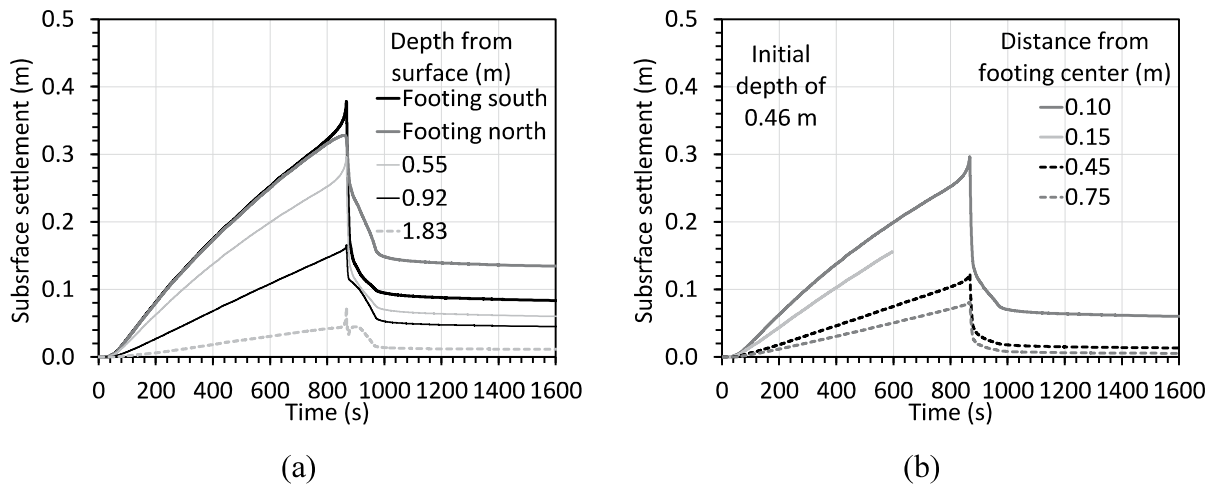 0.5
0.4
0.3
0.2
0.1
0.0
Subsrface settlement (m)
0 200 400 600 800 1000 1200 1400 1600
Time (s)
Depth from
surface (m)
Footing south
Footing north
0.55
0.92
1.83
(a)
0.5
0.4
0.3
0.2
0.1
0.0
Subsrface settlement (m)
0 200 400 600 800 1000 1200 1400 1600
Time (s)
Initial
depth of
0.46 m
Distance from
footing center (m)
0.10
0.15
0.45
0.75
(b)